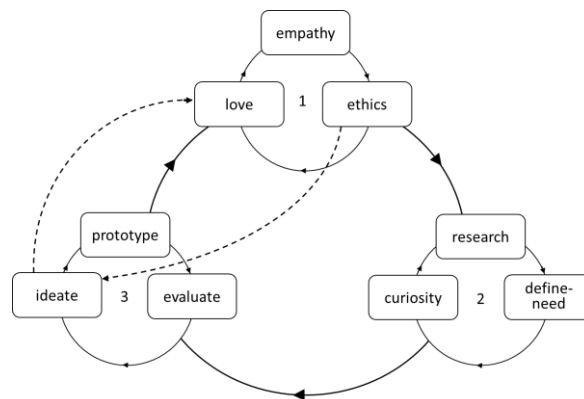 empathy
love
1
ethics
prototype
research
ideate
3
evaluate
curiosity
2
define-
need